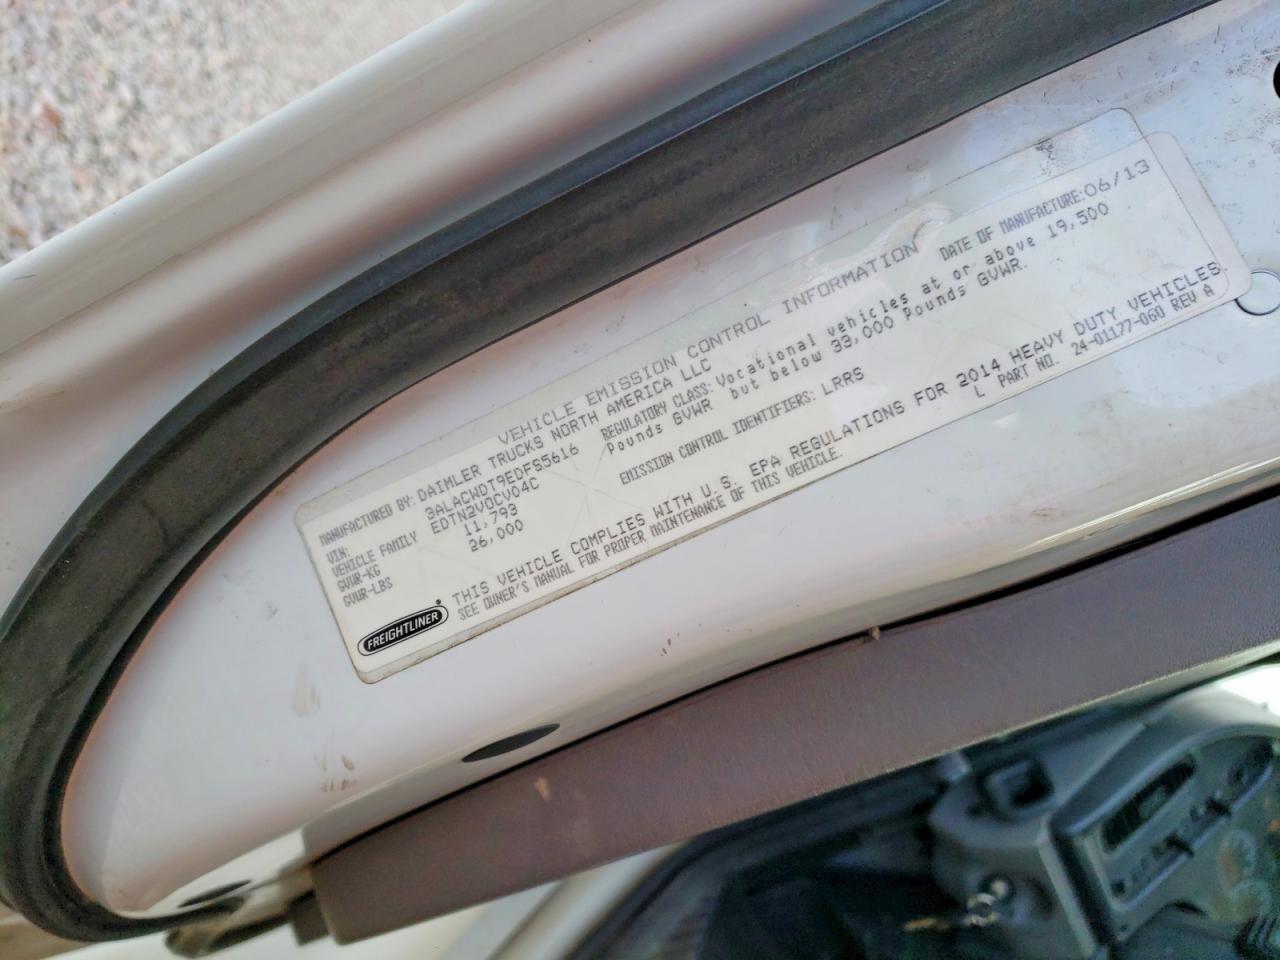 VEHICLE EMISSION CONTROL INFORMATION
MANUFACTURED BY: DAIMLER TRUCKS NORTH AMERICA LLC
DATE OF MANUFACTURE: 06/13
VIN: 3ALACWDT9EDFS5616
VEHICLE FAMILY EDTN2VOCV04C
GVWR-KG 11,793
GVWR-LBS 26,000
REGULATORY CLASS: Vocational vehicles at or above 19,500
Pounds GVWR but below 33,000 Pounds GVWR.
EMISSION CONTROL IDENTIFIERS: LRRS
THIS VEHICLE COMPLIES WITH U.S. EPA REGULATIONS FOR 2014 HEAVY DUTY VEHICLES.
SEE OWNER'S MANUAL FOR PROPER MAINTENANCE OF THIS VEHICLE.
L PART NO. 24-01177-060 REV A
FREIGHTLINER®